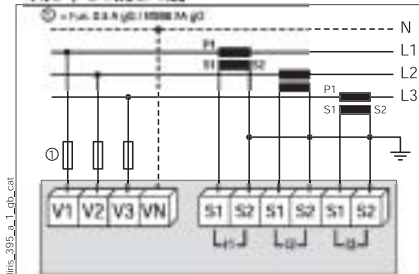 N
P1
L1
S1 S2
L2
P1
L3
S1 S2
①
V1 V2 V3 VN S1 S2 S1 S2 S1 S2
iris_395_a_1_gb_cat